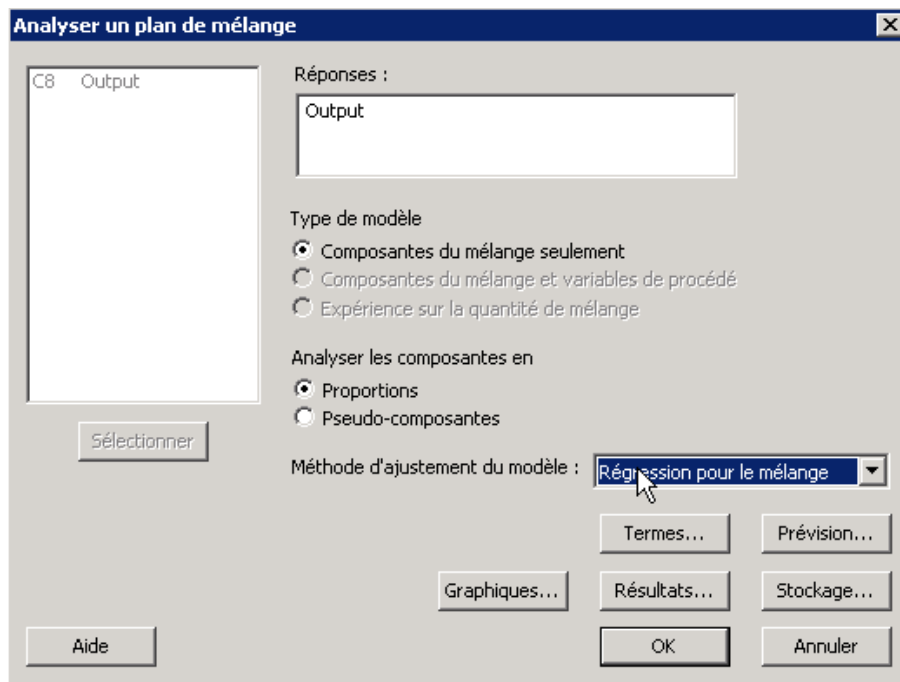 Analyser un plan de mélange
C8 Output
Réponses :
Output
Type de modèle
Composantes du mélange seulement
Composantes du mélange et variables de procédé
Expérience sur la quantité de mélange
Analyser les composantes en
Proportions
Pseudo-composantes
Sélectionner
Méthode d'ajustement du modèle :
Régression pour le mélange
Termes...
Prévision...
Graphiques...
Résultats...
Stockage...
Aide
OK
Annuler